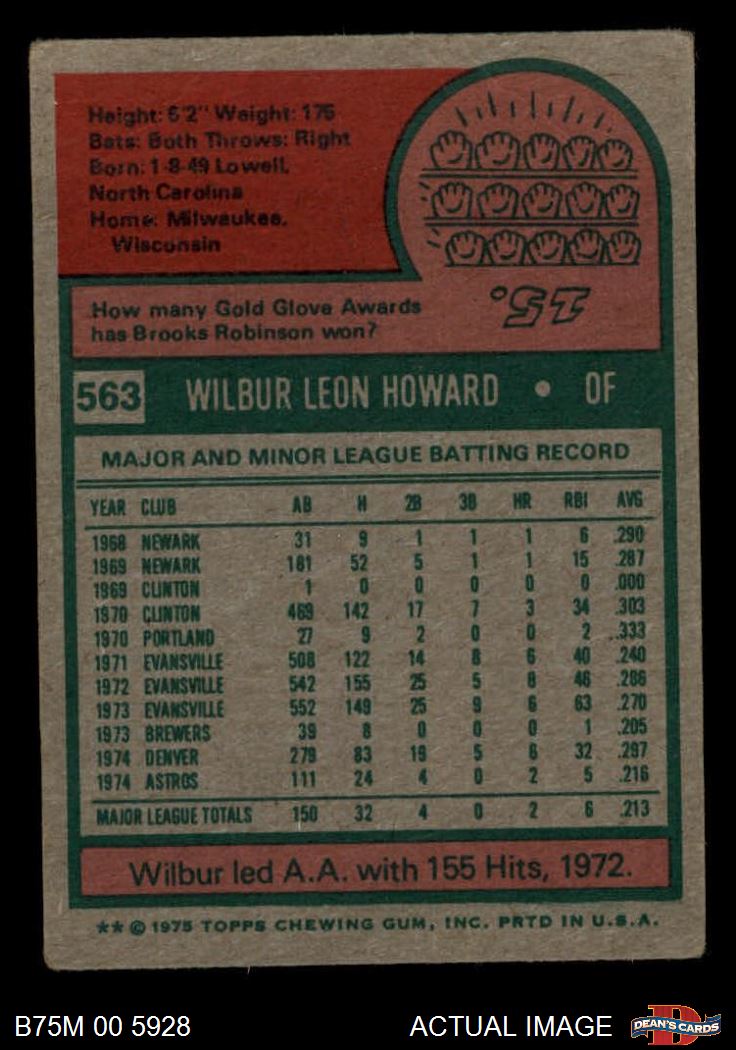 Height: 6'2" Weight: 175
Bats: Both Throws: Right
Born: 1-8-49 Lowell,
North Carolina
Home: Milwaukee,
Wisconsin
How many Gold Glove Awards
has Brooks Robinson won?
15.
563 WILBUR LEON HOWARD • OF
MAJOR AND MINOR LEAGUE BATTING RECORD
YEAR CLUB AB H 2B 3B HR RBI AVG
1968 NEWARK 31 9 1 1 1 6 .290
1969 NEWARK 181 52 5 1 1 15 .287
1969 CLINTON 1 0 0 0 0 0 .000
1970 CLINTON 469 142 17 7 3 34 .303
1970 PORTLAND 27 9 2 0 0 2 .333
1971 EVANSVILLE 508 122 14 8 6 40 .240
1972 EVANSVILLE 542 155 25 5 8 46 .286
1973 EVANSVILLE 552 149 25 9 6 63 .270
1973 BREWERS 39 8 0 0 0 1 .205
1974 DENVER 279 83 19 5 6 32 .297
1974 ASTROS 111 24 4 0 2 5 .216
MAJOR LEAGUE TOTALS 150 32 4 0 2 6 .213
Wilbur led A.A. with 155 Hits, 1972.
** © 1975 TOPPS CHEWING GUM, INC. PRTD IN U.S.A.
B75M 00 5928 ACTUAL IMAGE
D
DEAN'S CARDS